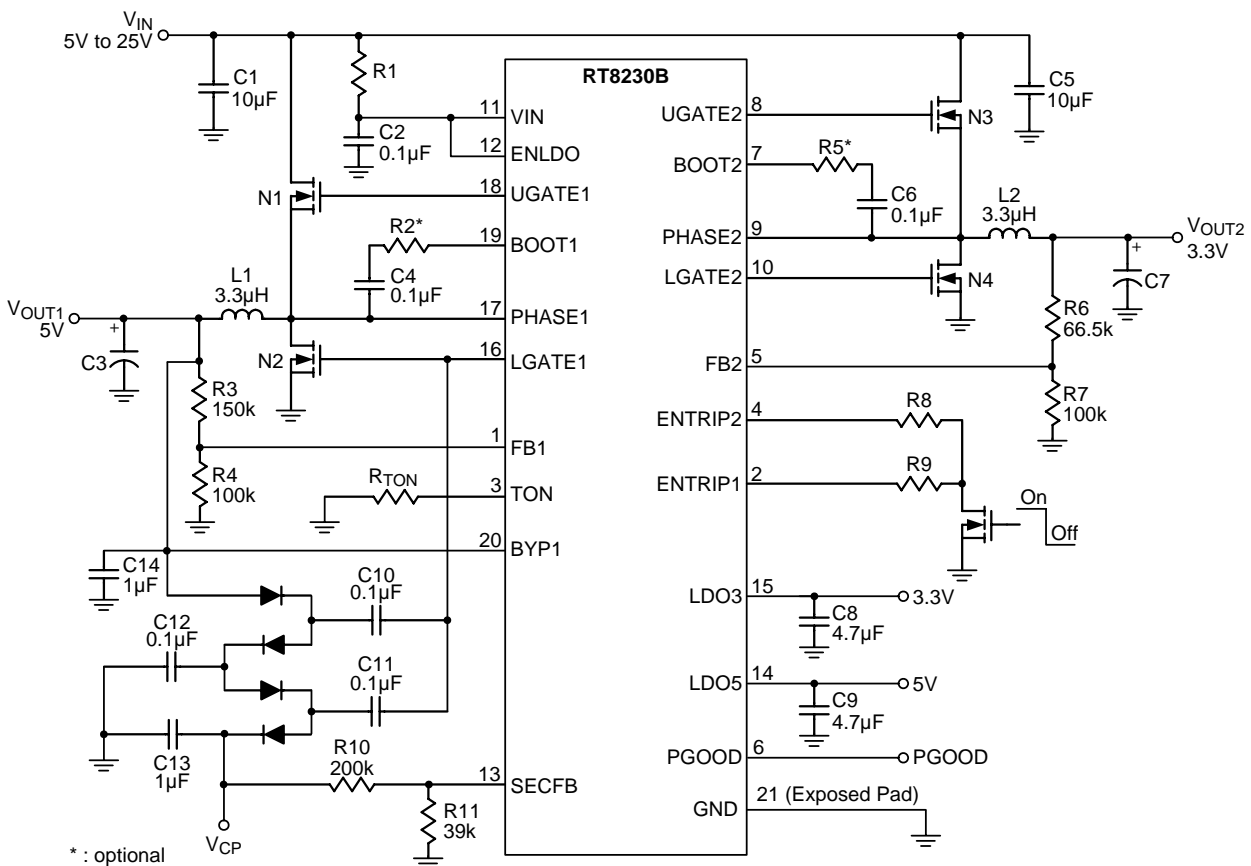 VIN
5V to 25V
C1
10µF
R1
C2
0.1µF
RT8230B
11
VIN
12
ENLDO
N1
18
UGATE1
R2*
19
BOOT1
C4
0.1µF
L1
3.3µH
17
PHASE1
VOUT1
5V
C3
N2
16
LGATE1
+
R3
150k
1
FB1
R4
100k
RTON
3
TON
20
BYP1
C14
1µF
C10
0.1µF
C12
0.1µF
C11
0.1µF
C13
1µF
R10
200k
13
SECFB
R11
39k
VCP
* : optional
UGATE2
8
N3
C5
10µF
BOOT2
7
R5*
C6
0.1µF
L2
3.3µH
PHASE2
9
VOUT2
3.3V
LGATE2
10
N4
+
C7
R6
66.5k
FB2
5
R7
100k
ENTRIP2
4
R8
ENTRIP1
2
R9
On
Off
LDO3
15
3.3V
C8
4.7µF
LDO5
14
5V
C9
4.7µF
PGOOD
6
PGOOD
GND
21 (Exposed Pad)